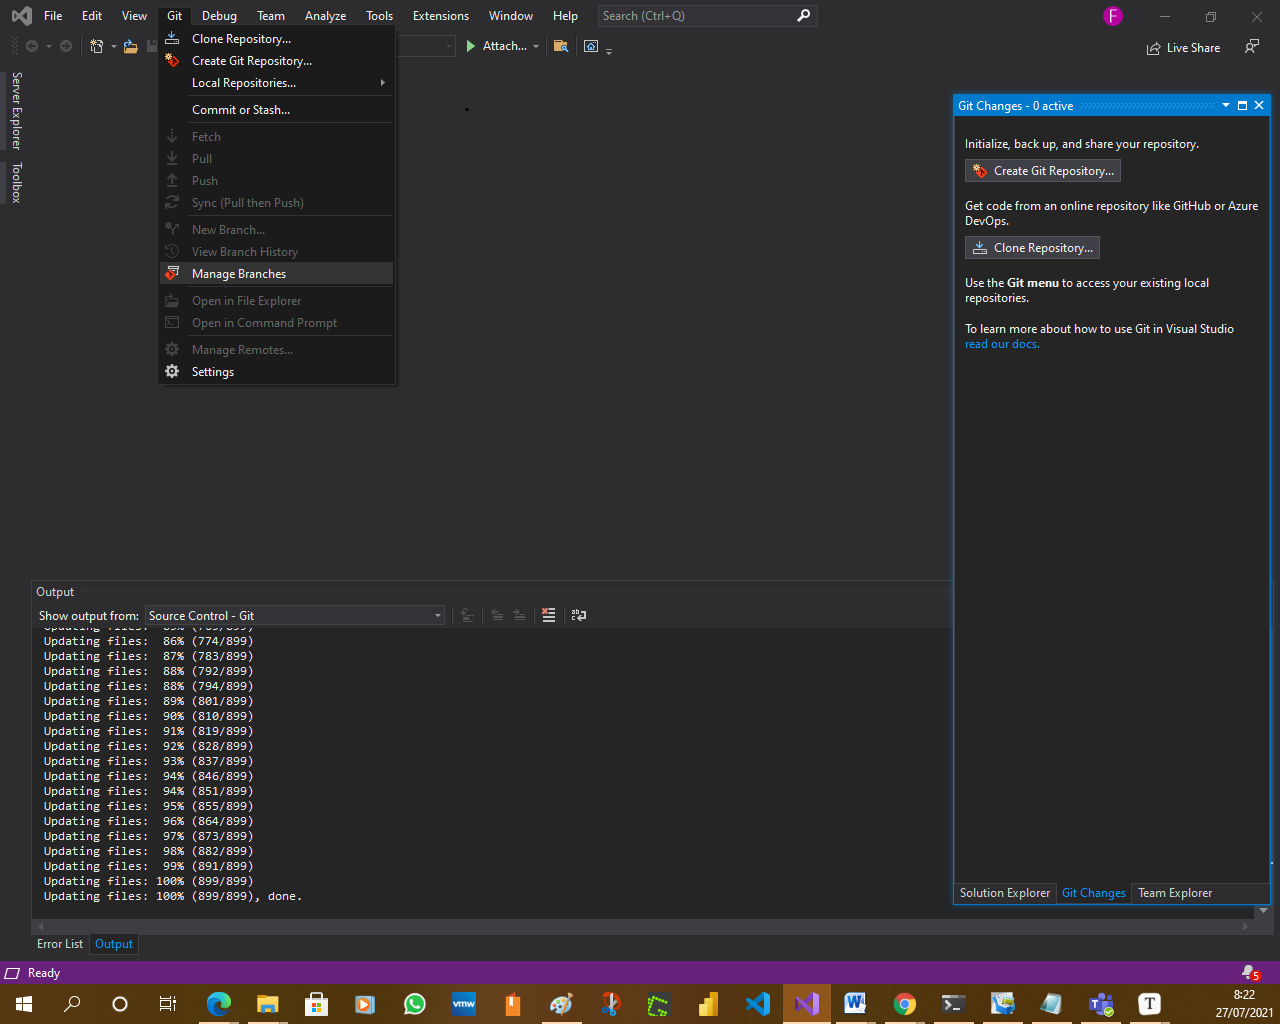 File Edit View Git Debug Team Analyze Tools Extensions Window Help Search (Ctrl+Q) F
Attach... Live Share
Clone Repository...
Create Git Repository...
Local Repositories...
Commit or Stash...
Fetch
Pull
Push
Sync (Pull then Push)
New Branch...
View Branch History
Manage Branches
Open in File Explorer
Open in Command Prompt
Manage Remotes...
Settings
Server Explorer
Toolbox
Git Changes - 0 active
Initialize, back up, and share your repository.
Create Git Repository...
Get code from an online repository like GitHub or Azure
DevOps.
Clone Repository...
Use the Git menu to access your existing local
repositories.
To learn more about how to use Git in Visual Studio
read our docs.
Solution Explorer Git Changes Team Explorer
Output
Show output from: Source Control - Git
Updating files: 86% (774/899)
Updating files: 87% (783/899)
Updating files: 88% (792/899)
Updating files: 88% (794/899)
Updating files: 89% (801/899)
Updating files: 90% (810/899)
Updating files: 91% (819/899)
Updating files: 92% (828/899)
Updating files: 93% (837/899)
Updating files: 94% (846/899)
Updating files: 94% (851/899)
Updating files: 95% (855/899)
Updating files: 96% (864/899)
Updating files: 97% (873/899)
Updating files: 98% (882/899)
Updating files: 99% (891/899)
Updating files: 100% (899/899)
Updating files: 100% (899/899), done.
Error List Output
Ready 5
vmw W T T
8:22
27/07/2021